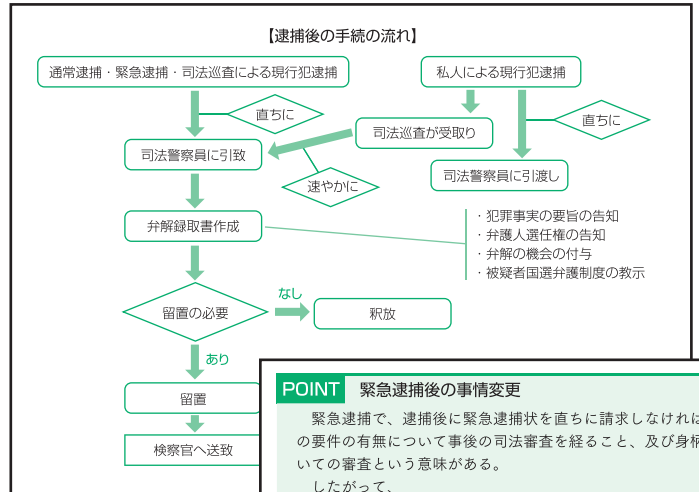 【逮捕後の手続の流れ】
通常逮捕・緊急逮捕・司法巡査による現行犯逮捕
私人による現行犯逮捕
直ちに
司法巡査が受取り
直ちに
司法警察員に引致
速やかに
司法警察員に引渡し
弁解録取書作成
・犯罪事実の要旨の告知
・弁護人選任権の告知
・弁解の機会の付与
・被疑者国選弁護制度の教示
留置の必要
なし
釈放
あり
留置
検察官へ送致
POINT 緊急逮捕後の事情変更
緊急逮捕で、逮捕後に緊急逮捕状を直ちに請求しなければ
の要件の有無について事後の司法審査を経ること、及び身柄
いての審査という意味がある。
したがって、